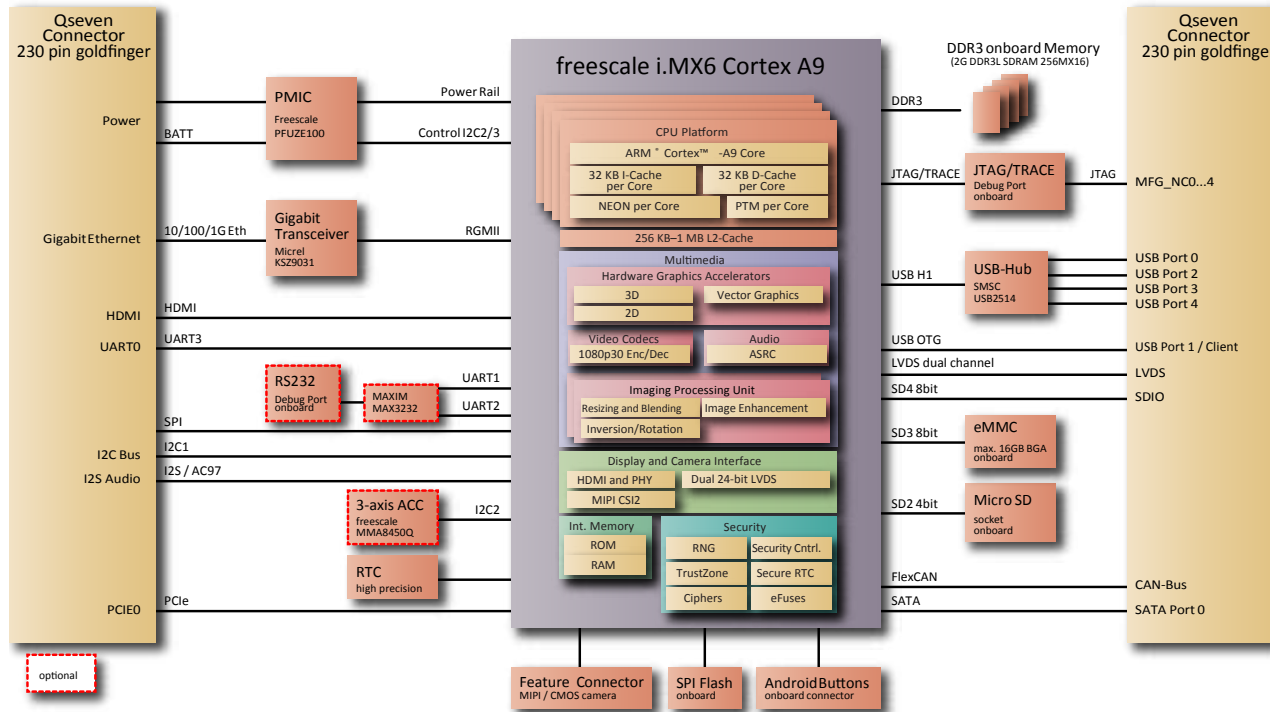 Qseven
Connector
230 pin goldfinger
Power
BATT
Gigabit Ethernet
10/100/1G Eth
HDMI
HDMI
UART0
UART3
SPI
I2C Bus
I2C1
I2S Audio
I2S / AC97
PCIE0
PCIe
optional
PMIC
Freescale
PFUZE100
Power Rail
Control I2C2/3
Gigabit
Transceiver
Micrel
KSZ9031
RGMII
RS232
Debug Port
onboard
MAXIM
MAX3232
UART1
UART2
3-axis ACC
freescale
MMA8450Q
I2C2
RTC
high precision
freescale i.MX6 Cortex A9
CPU Platform
ARM ° Cortex™ -A9 Core
32 KB I-Cache
per Core
32 KB D-Cache
per Core
NEON per Core
PTM per Core
256 KB–1 MB L2-Cache
Multimedia
Hardware Graphics Accelerators
3D
Vector Graphics
2D
Video Codecs
1080p30 Enc/Dec
Audio
ASRC
Imaging Processing Unit
Resizing and Blending
Image Enhancement
Inversion/Rotation
Display and Camera Interface
HDMI and PHY
Dual 24-bit LVDS
MIPI CSI2
Int. Memory
ROM
RAM
Security
RNG
Security Cntrl.
TrustZone
Secure RTC
Ciphers
eFuses
Feature Connector
MIPI / CMOS camera
SPI Flash
onboard
Android Buttons
onboard connector
DDR3 onboard Memory
(2G DDR3L SDRAM 256MX16)
DDR3
JTAG/TRACE
JTAG/TRACE
Debug Port
onboard
JTAG
USB H1
USB-Hub
SMSC
USB2514
USB OTG
LVDS dual channel
SD4 8bit
SD3 8bit
eMMC
max. 16GB BGA
onboard
SD2 4bit
Micro SD
socket
onboard
FlexCAN
SATA
Qseven
Connector
230 pin goldfinger
MFG_NC0...4
USB Port 0
USB Port 2
USB Port 3
USB Port 4
USB Port 1 / Client
LVDS
SDIO
CAN-Bus
SATA Port 0